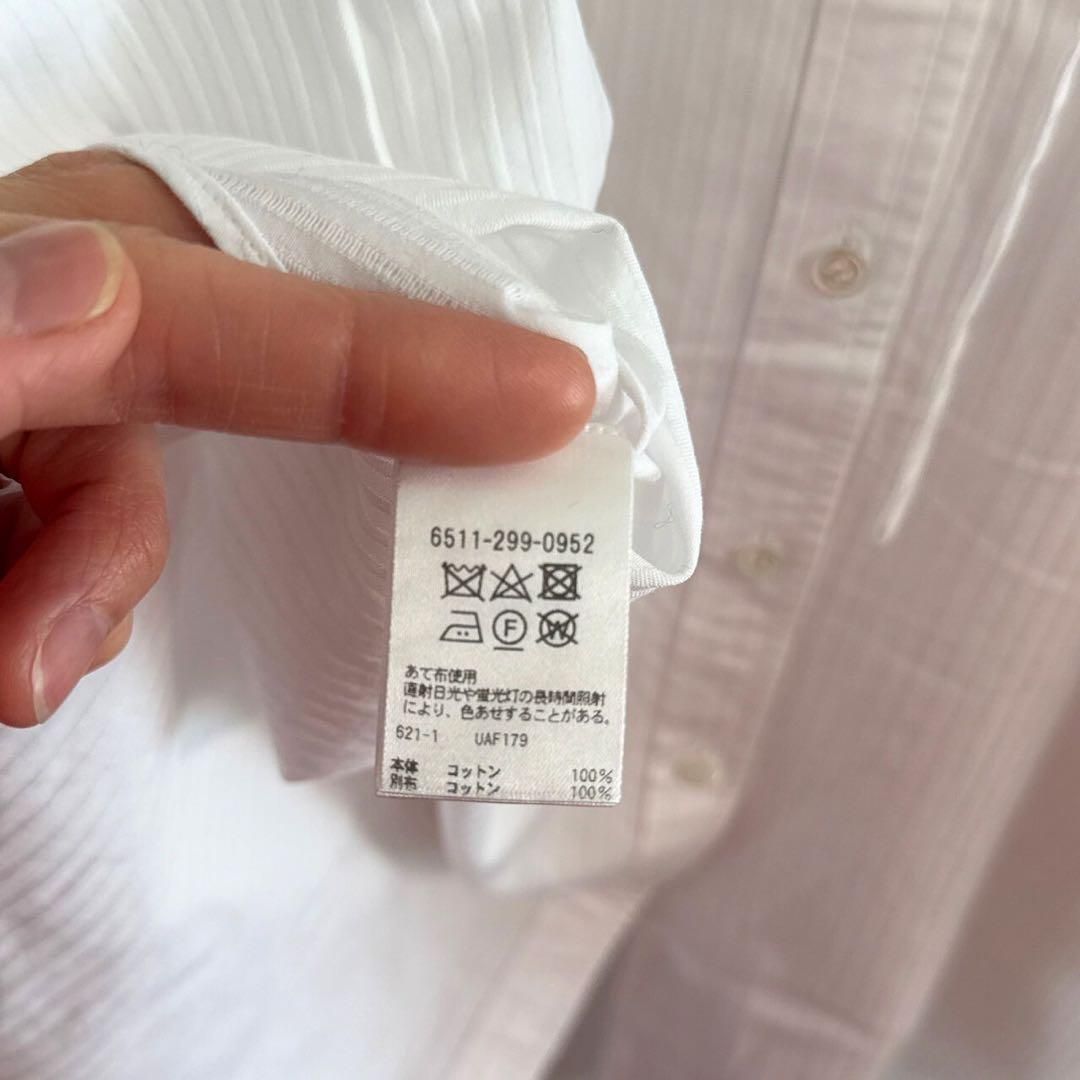 6511-299-0952
F W
あて布使用
直射日光や蛍光灯の長時間照射
により、色あせすることがある。
621-1 UAF179
本体 コットン 100%
別布 コットン 100%